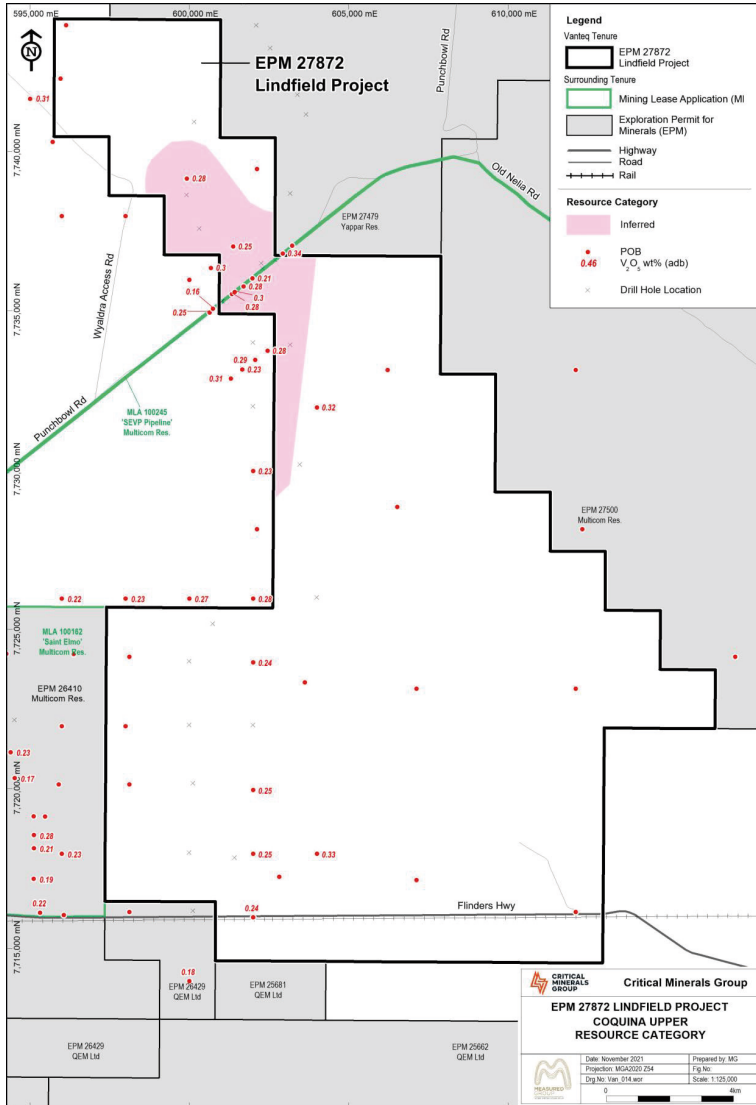 595,000 mE
600,000 mE
605,000 mE
610,000 mE
N
EPM 27872
Lindfield Project
Punchbowl Rd
Legend
Vanteq Tenure
EPM 27872
Lindfield Project
Surrounding Tenure
Mining Lease Application (Ml
Exploration Permit for
Minerals (EPM)
Highway
Road
Rail
Resource Category
Inferred
POB
0.46 V2O5 wt% (adb)
Drill Hole Location
0.31
7,740,000 mN
Old Nelia Rd
0.28
EPM 27479
Yappar Res.
Wyaldra Access Rd
0.25
0.34
0.3
0.21
0.28
0.16
0.3
0.28
0.25
7,735,000 mN
0.28
0.29
0.23
0.31
MLA 100245
'SEVP Pipeline'
Multicom Res.
0.32
Punchbowl Rd
7,730,000 mN
0.23
EPM 27500
Multicom Res.
0.22
0.23
0.27
0.28
7,725,000 mN
MLA 100162
'Saint Elmo'
Multicom Res.
0.24
EPM 26410
Multicom Res.
0.23
0.17
7,720,000 mN
0.25
0.28
0.21
0.23
0.25
0.33
0.19
0.22
0.24
Flinders Hwy
7,715,000 mN
0.18
EPM 26429
QEM Ltd
EPM 25681
QEM Ltd
EPM 26429
QEM Ltd
EPM 25662
QEM Ltd
CRITICAL
MINERALS
GROUP
Critical Minerals Group
EPM 27872 LINDFIELD PROJECT
COQUINA UPPER
RESOURCE CATEGORY
MEASURED
GROUP
Date: November 2021
Prepared by: MG
Projection: MGA2020 Z54
Fig.No:
Drg.No: Van_014.wor
Scale: 1:125,000
0
4km